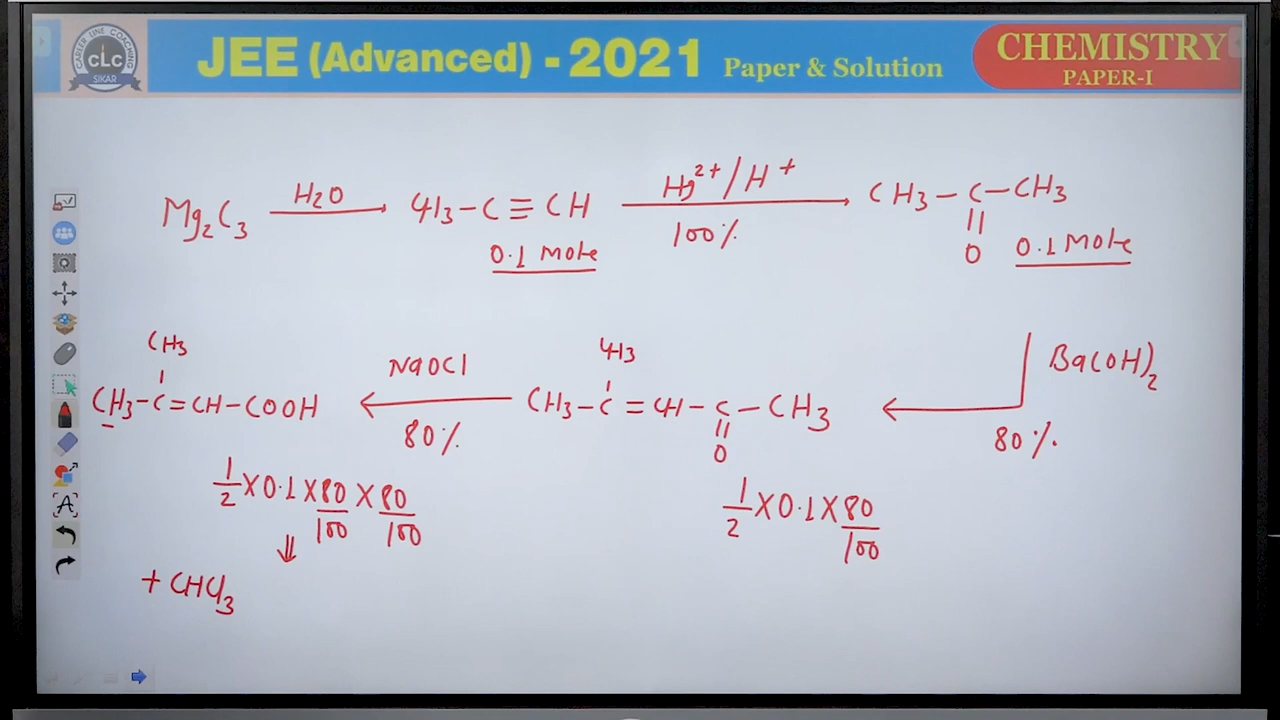 CAREER LINE COACHING
CLC
SIKAR
JEE (Advanced) - 2021 Paper & Solution
CHEMISTRY
PAPER-I
Mg₂C₃ —H₂O→ CH₃-C≡CH —Hg²⁺/H⁺→ CH₃-C-CH₃
100%
||
O
0.1 Mole
0.1 Mole
CH₃
CH₃
Ba(OH)₂
80%
CH₃-C=CH-C-CH₃
||
O
NaOCl
80%
CH₃-C=CH-COOH
1/2 X 0.1 X 80/100
1/2 X 0.1 X 80/100 X 80/100
⇓
+ CHCl₃